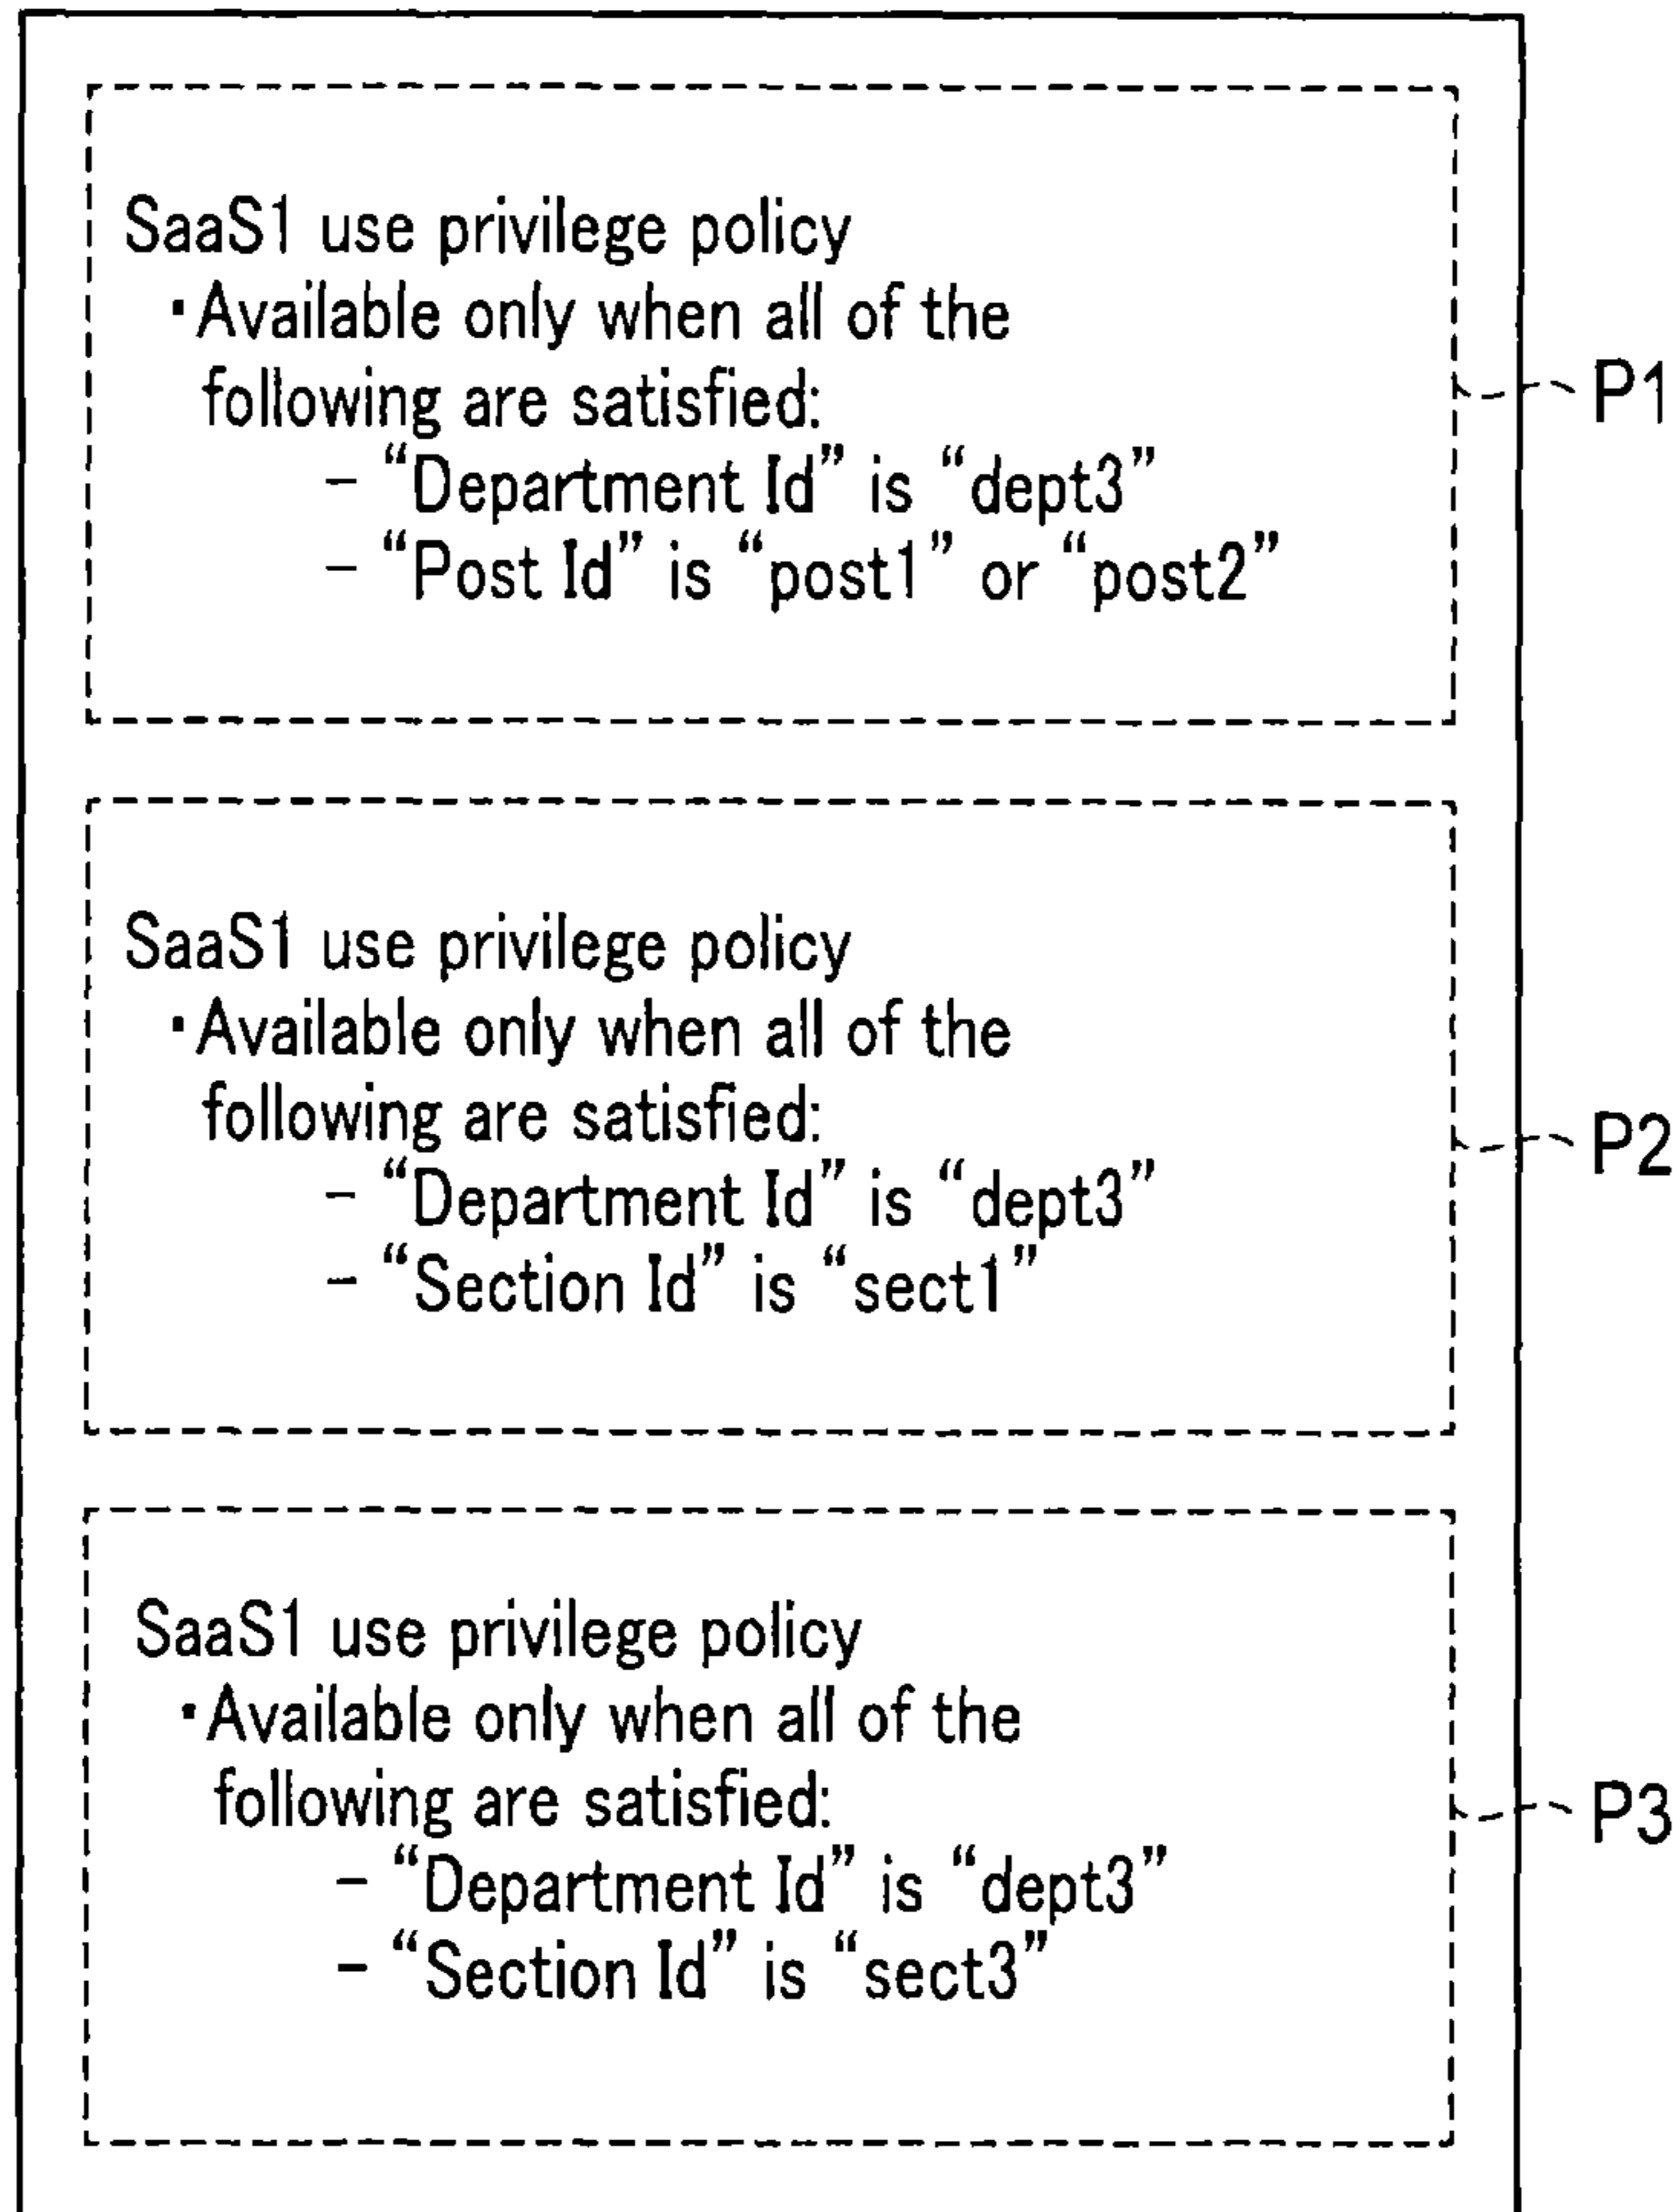 SaaS1 use privilege policy
・Available only when all of the
following are satisfied:
－ “Department Id” is “dept3”
－ “Post Id” is “post1” or “post2”
P1
SaaS1 use privilege policy
・Available only when all of the
following are satisfied:
－ “Department Id” is “dept3”
－ “Section Id” is “sect1”
P2
SaaS1 use privilege policy
・Available only when all of the
following are satisfied:
－ “Department Id” is “dept3”
－ “Section Id” is “sect3”
P3